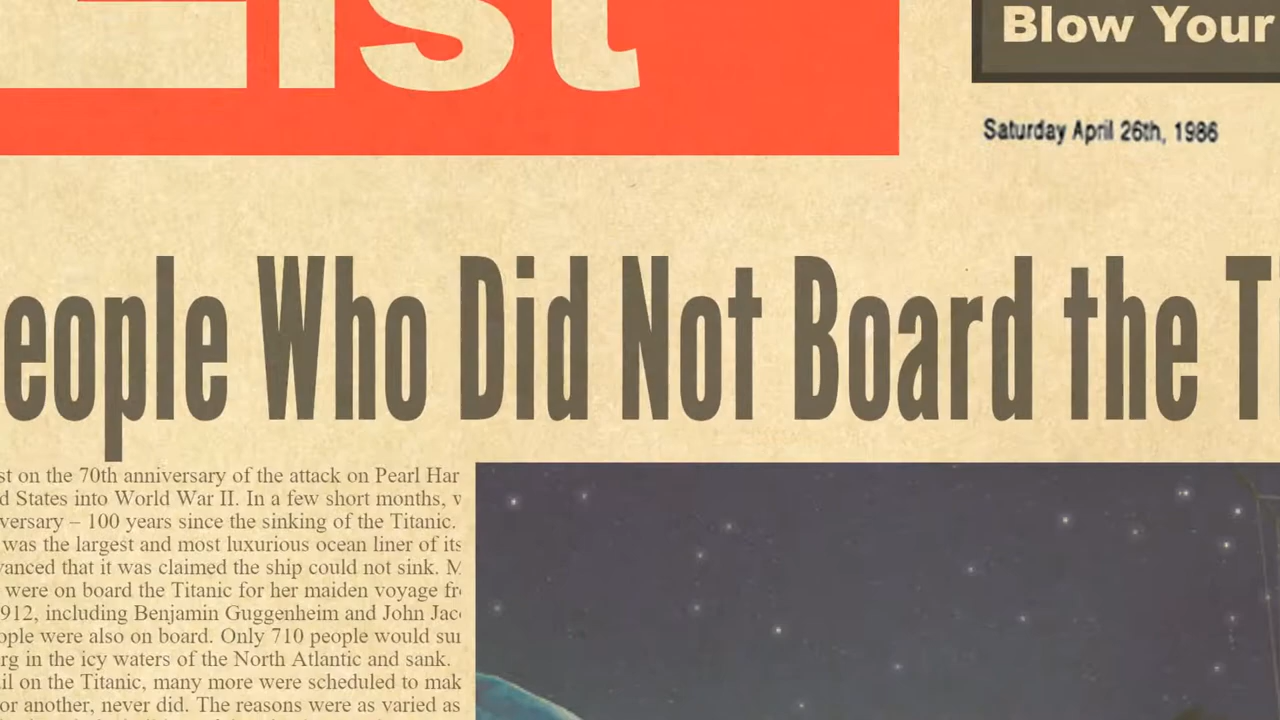 List
Blow Your
Saturday April 26th, 1986
eople Who Did Not Board the T
st on the 70th anniversary of the attack on Pearl Har
d States into World War II. In a few short months, w
versary – 100 years since the sinking of the Titanic.
was the largest and most luxurious ocean liner of its
vanced that it was claimed the ship could not sink. M
were on board the Titanic for her maiden voyage fr
912, including Benjamin Guggenheim and John Jac
ople were also on board. Only 710 people would sur
rg in the icy waters of the North Atlantic and sank.
il on the Titanic, many more were scheduled to mak
or another, never did. The reasons were as varied as